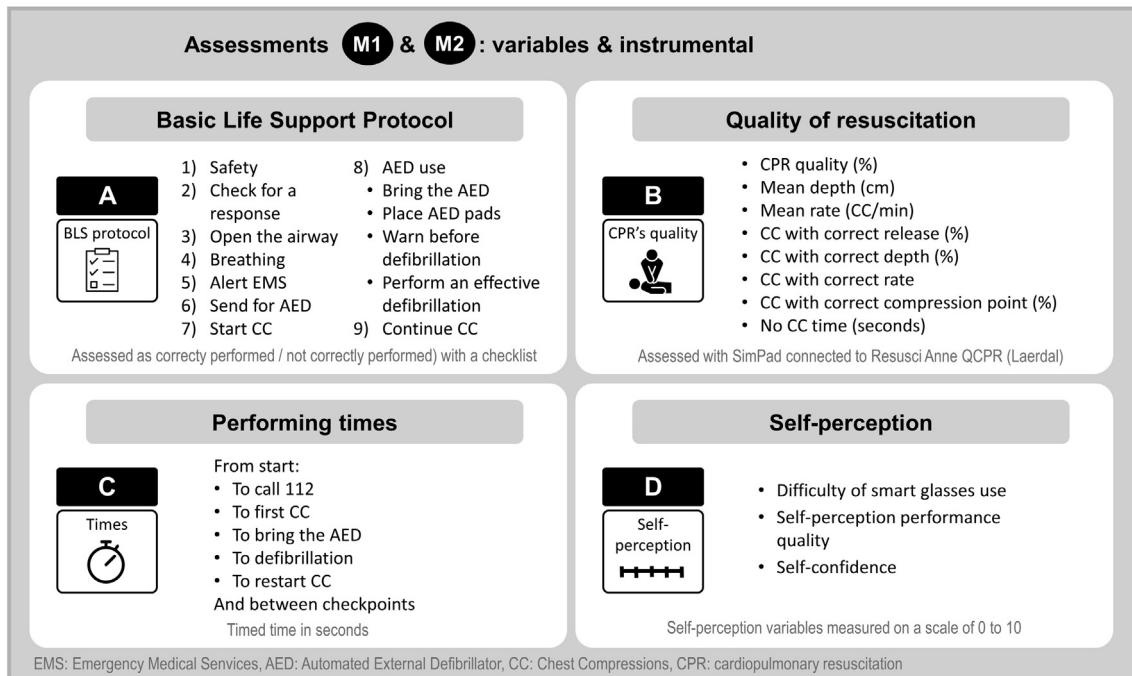 Assessments M1 & M2 : variables & instrumental
Basic Life Support Protocol
A
BLS protocol
1) Safety
2) Check for a
response
3) Open the airway
4) Breathing
5) Alert EMS
6) Send for AED
7) Start CC
8) AED use
• Bring the AED
• Place AED pads
• Warn before
defibrillation
• Perform an effective
defibrillation
9) Continue CC
Assessed as correcty performed / not correctly performed) with a checklist
Quality of resuscitation
B
CPR's quality
• CPR quality (%)
• Mean depth (cm)
• Mean rate (CC/min)
• CC with correct release (%)
• CC with correct depth (%)
• CC with correct rate
• CC with correct compression point (%)
• No CC time (seconds)
Assessed with SimPad connected to Resusci Anne QCPR (Laerdal)
Performing times
C
Times
From start:
• To call 112
• To first CC
• To bring the AED
• To defibrillation
• To restart CC
And between checkpoints
Timed time in seconds
Self-perception
D
Self-
perception
• Difficulty of smart glasses use
• Self-perception performance
quality
• Self-confidence
Self-perception variables measured on a scale of 0 to 10
EMS: Emergency Medical Services, AED: Automated External Defibrillator, CC: Chest Compressions, CPR: cardiopulmonary resuscitation